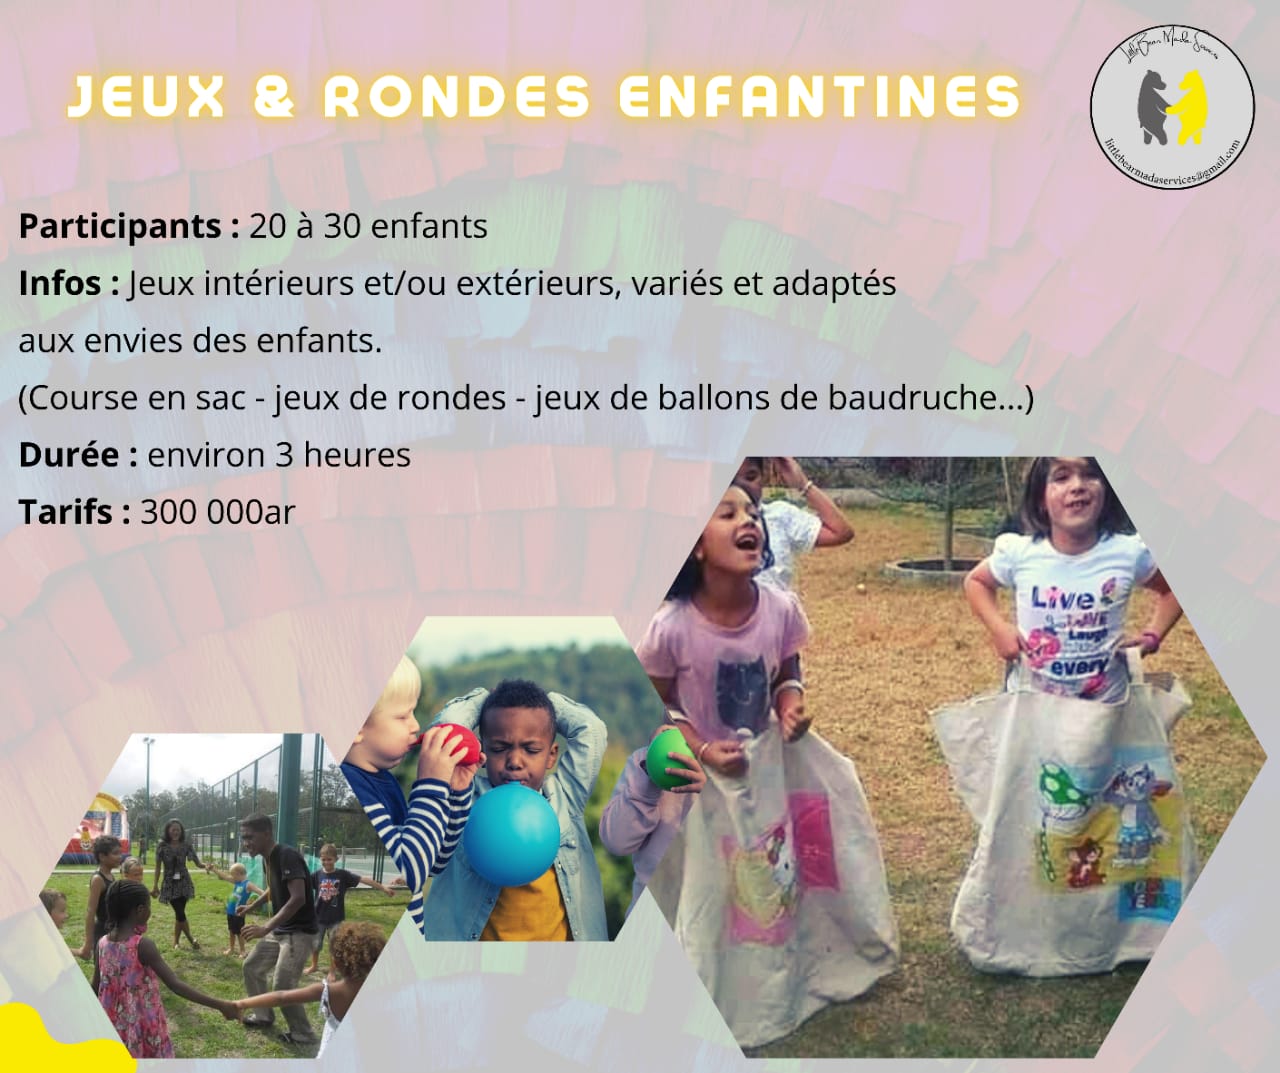 JEUX & RONDES ENFANTINES
Little Bear Mada Services
littlebearmadaservices@gmail.com
Participants : 20 à 30 enfants
Infos : Jeux intérieurs et/ou extérieurs, variés et adaptés
aux envies des enfants.
(Course en sac - jeux de rondes - jeux de ballons de baudruche...)
Durée : environ 3 heures
Tarifs : 300 000ar
Live
Laugh
every